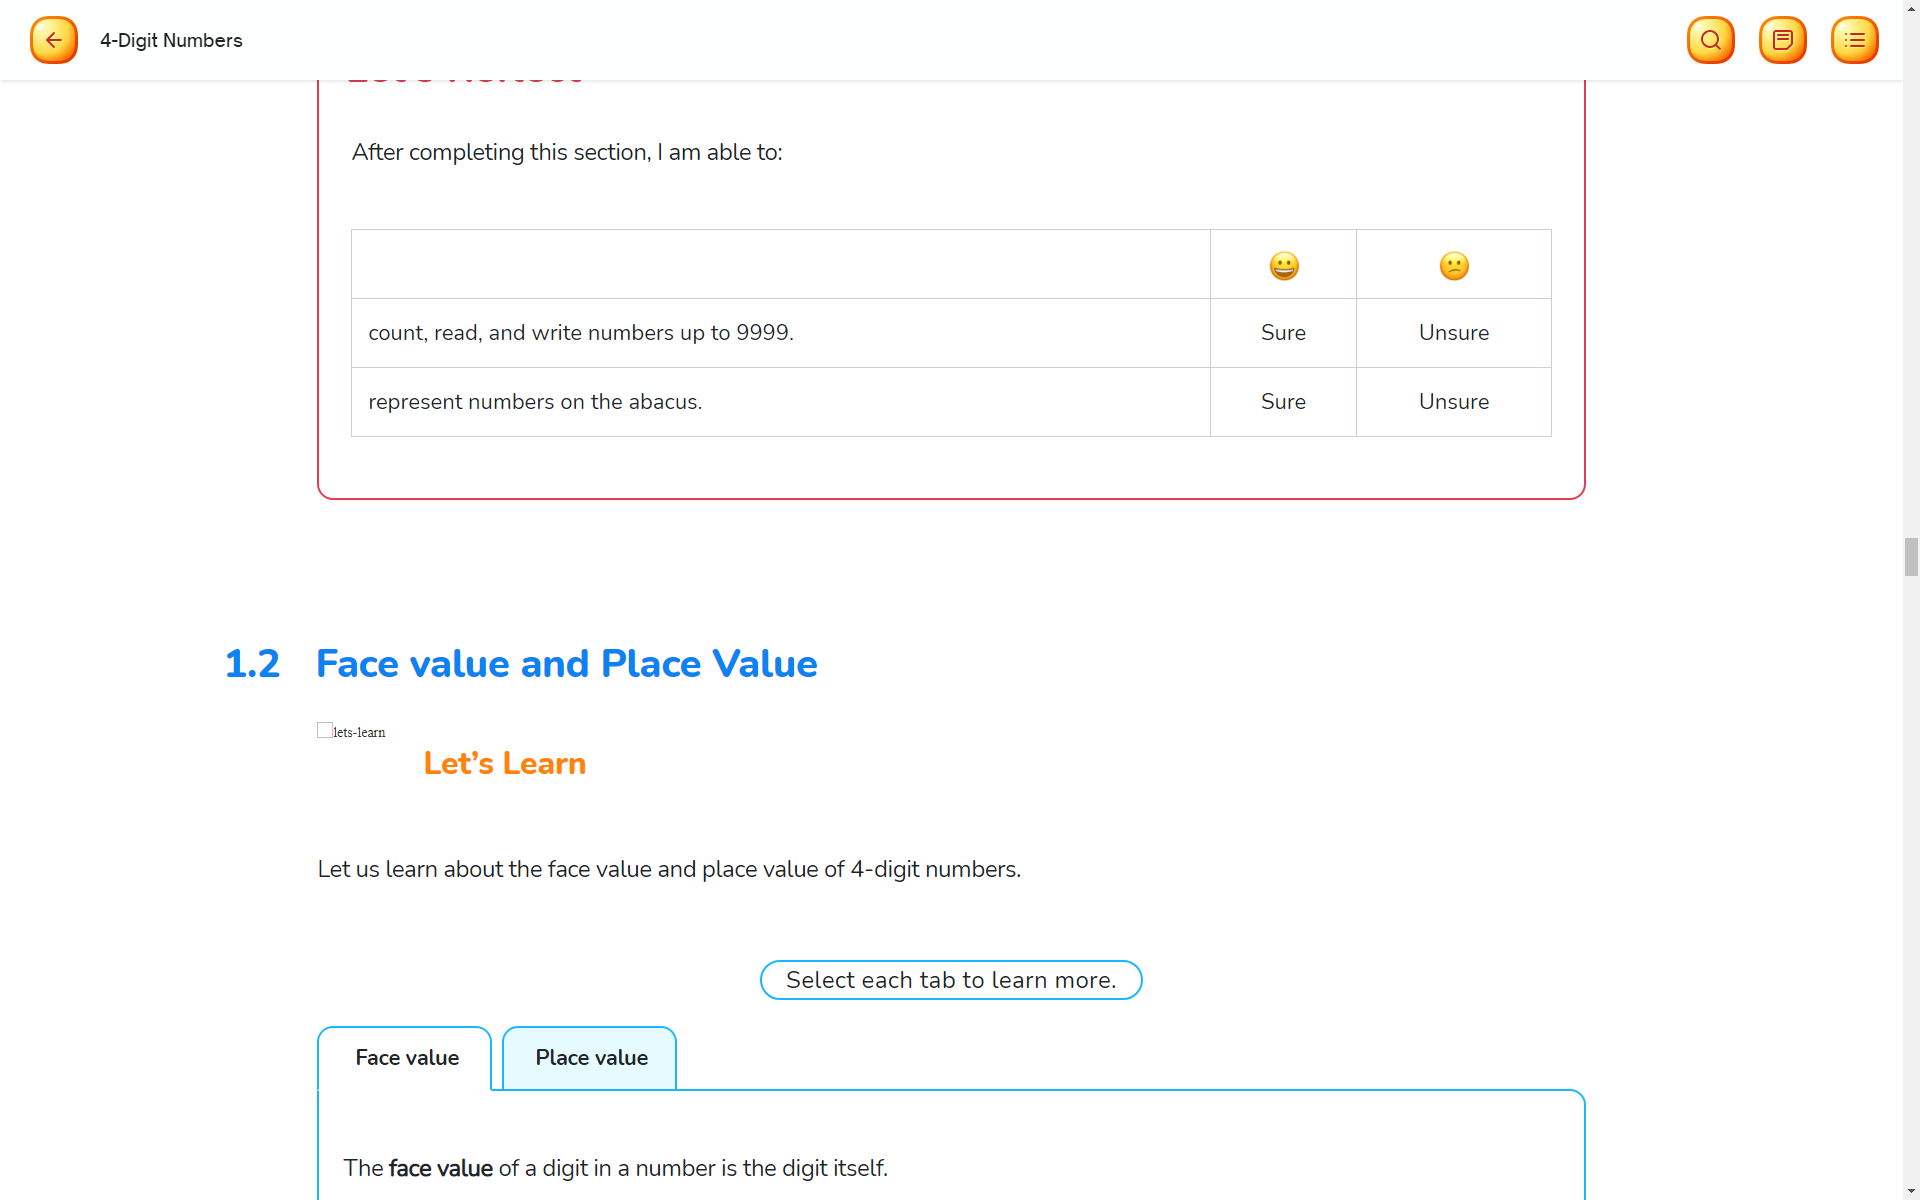 4-Digit Numbers
After completing this section, I am able to:
count, read, and write numbers up to 9999.
Sure
Unsure
represent numbers on the abacus.
Sure
Unsure
1.2 Face value and Place Value
lets-learn
Let’s Learn
Let us learn about the face value and place value of 4-digit numbers.
Select each tab to learn more.
Face value
Place value
The face value of a digit in a number is the digit itself.